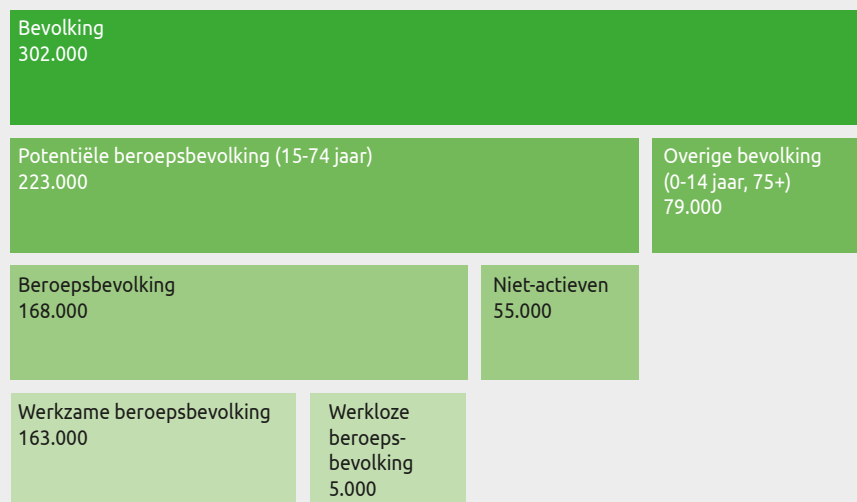 Bevolking
302.000
Potentiële beroepsbevolking (15-74 jaar)
223.000
Overige bevolking
(0-14 jaar, 75+)
79.000
Beroepsbevolking
168.000
Niet-actieven
55.000
Werkzame beroepsbevolking
163.000
Werkloze
beroeps-
bevolking
5.000